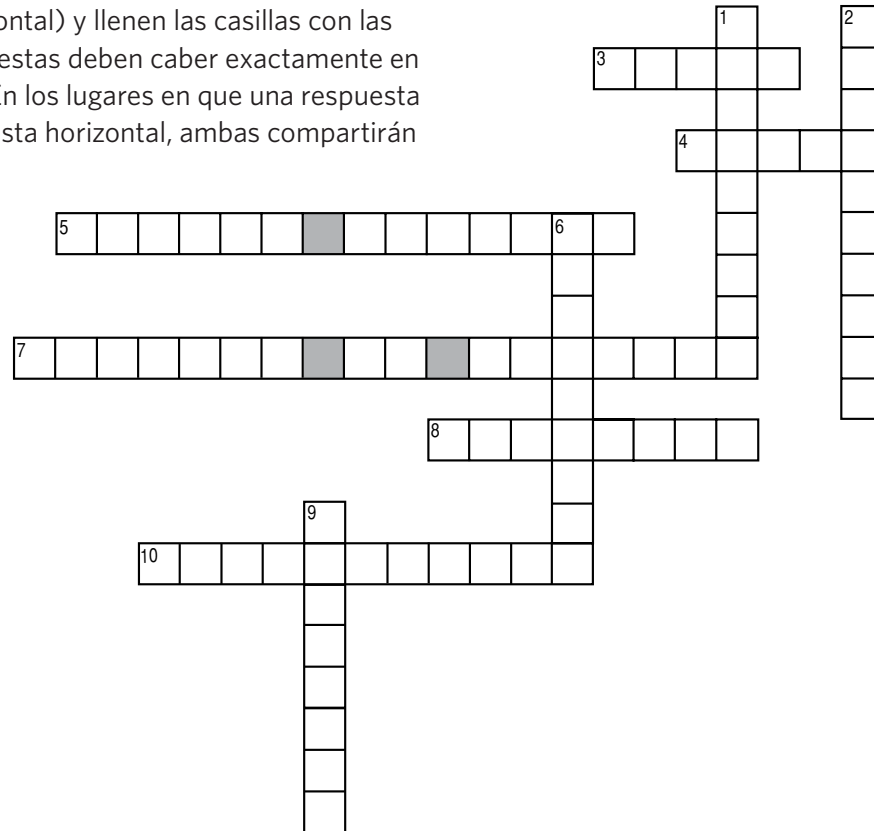 ontal) y llenen las casillas con las
estas deben caber exactamente en
En los lugares en que una respuesta
sta horizontal, ambas compartirán
1
2
3
4
5
6
7
8
9
10